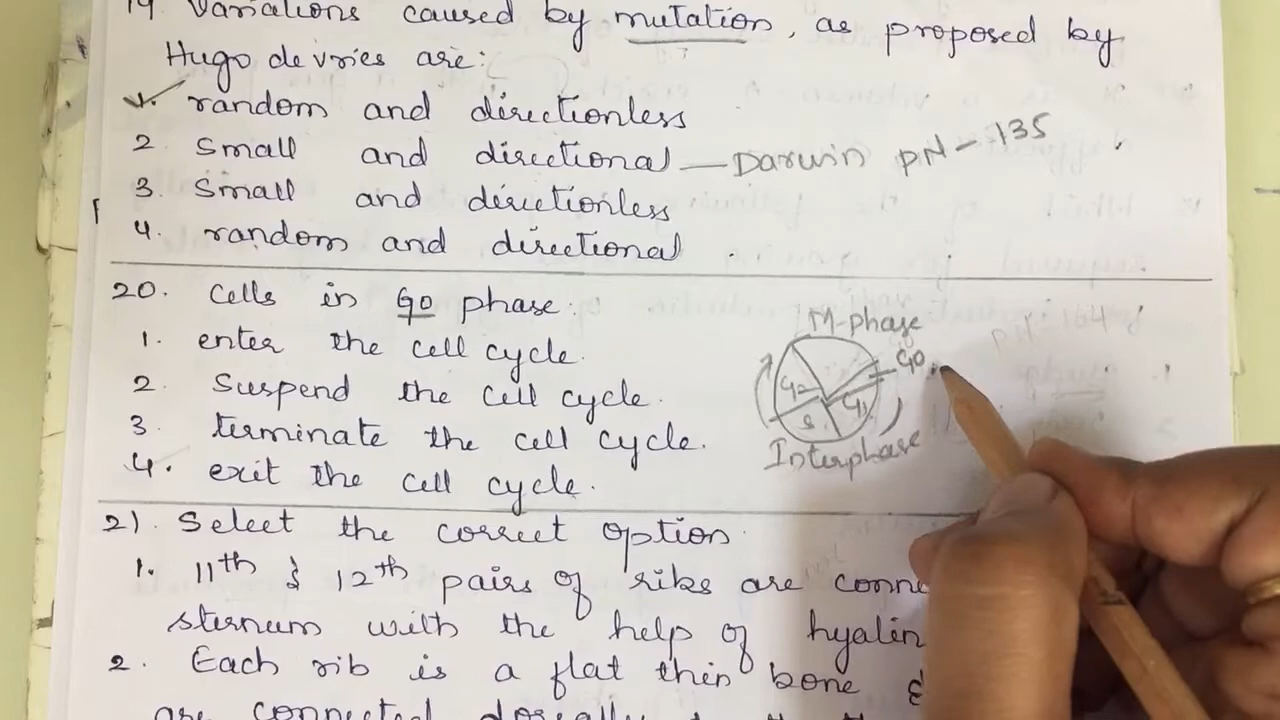 19. Variations caused by mutation, as proposed by
Hugo de vries are:
1. random and directionless
2. Small and directional — Darwin PN - 135
3. Small and directionless
4. random and directional
20. Cells in G0 phase.
1. enter the cell cycle.
2. Suspend the cell cycle.
3. terminate the cell cycle.
4. exit the cell cycle.
M-phase
G0
G2
G1
S
Interphase
21. Select the correct option.
1. 11th & 12th pairs of ribs are conne
sternum with the help of hyalin
2. Each rib is a flat thin bone &
are connected dorsally